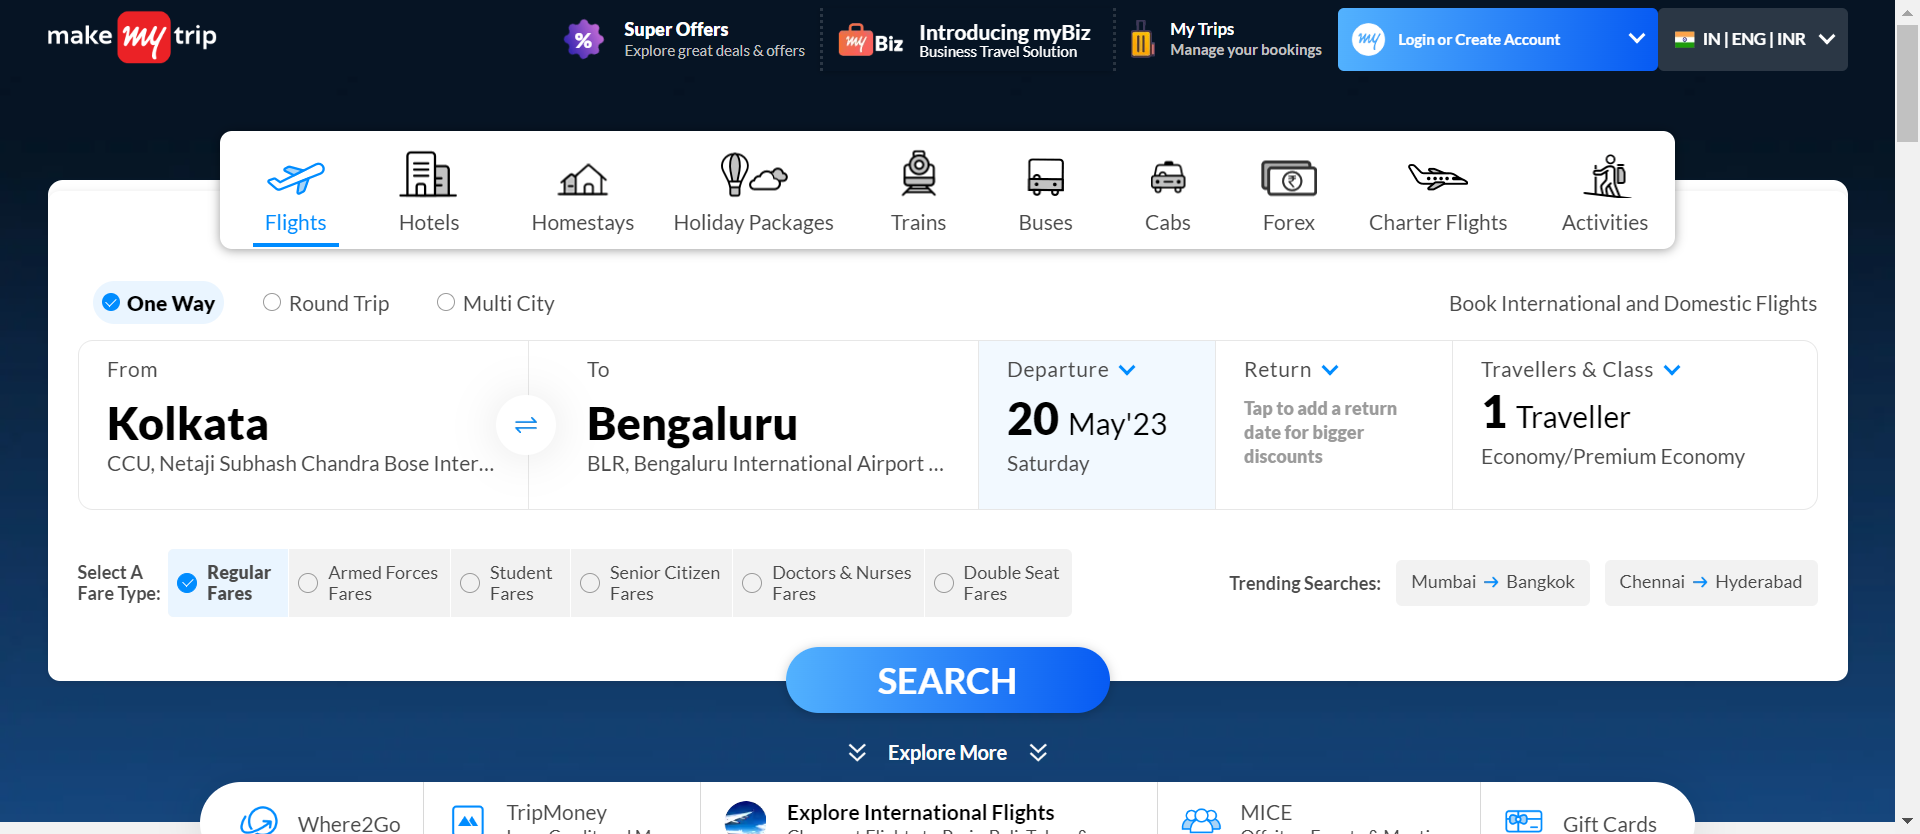 make my trip
%
Super Offers
Explore great deals & offers
my Biz
Introducing myBiz
Business Travel Solution
My Trips
Manage your bookings
my
Login or Create Account
IN | ENG | INR
Flights
Hotels
Homestays
Holiday Packages
Trains
Buses
Cabs
Forex
Charter Flights
Activities
One Way
Round Trip
Multi City
Book International and Domestic Flights
From
Kolkata
CCU, Netaji Subhash Chandra Bose Inter...
To
Bengaluru
BLR, Bengaluru International Airport ...
Departure
20 May'23
Saturday
Return
Tap to add a return
date for bigger
discounts
Travellers & Class
1 Traveller
Economy/Premium Economy
Select A
Fare Type:
Regular
Fares
Armed Forces
Fares
Student
Fares
Senior Citizen
Fares
Doctors & Nurses
Fares
Double Seat
Fares
Trending Searches:
Mumbai → Bangkok
Chennai → Hyderabad
SEARCH
Explore More
Where2Go
TripMoney
Explore International Flights
MICE
Gift Cards